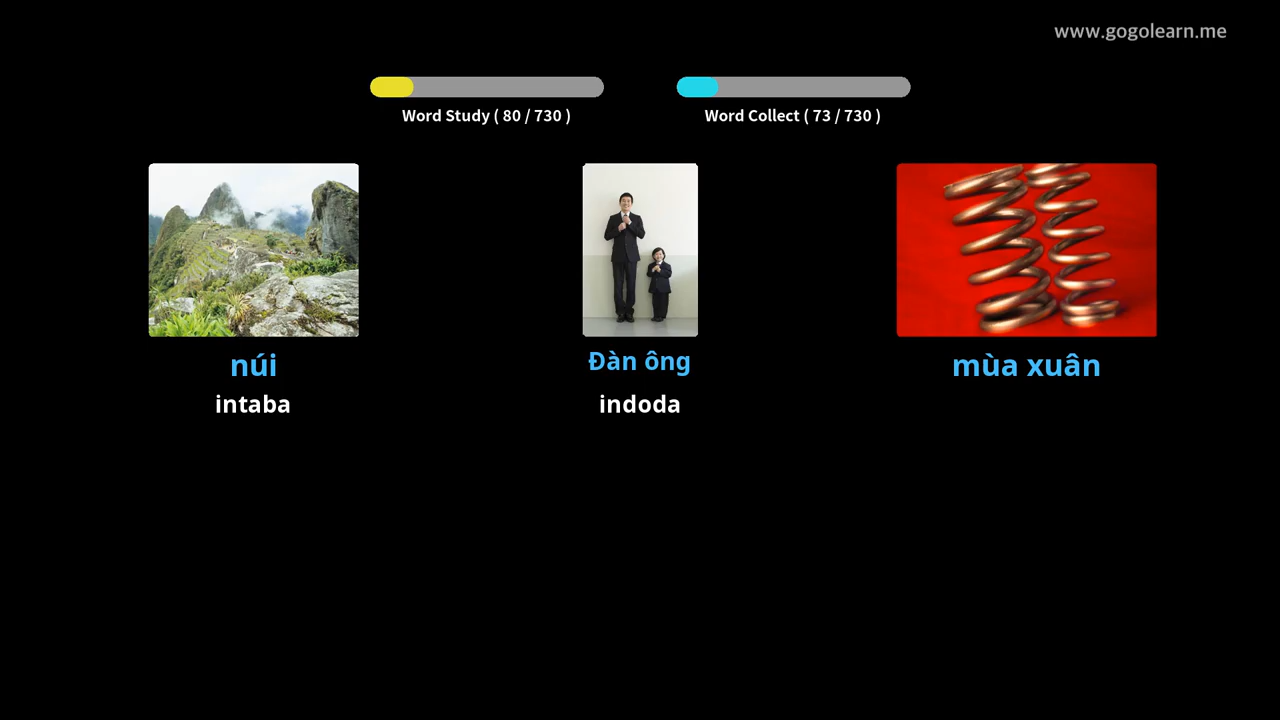 www.gogolearn.me
Word Study ( 80 / 730 )
Word Collect ( 73 / 730 )
núi
intaba
Đàn ông
indoda
mùa xuân